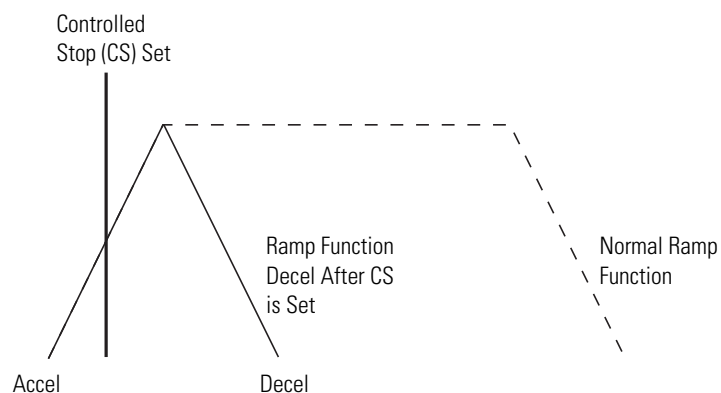 Controlled
Stop (CS) Set
Ramp Function
Decel After CS
is Set
Normal Ramp
Function
Accel
Decel